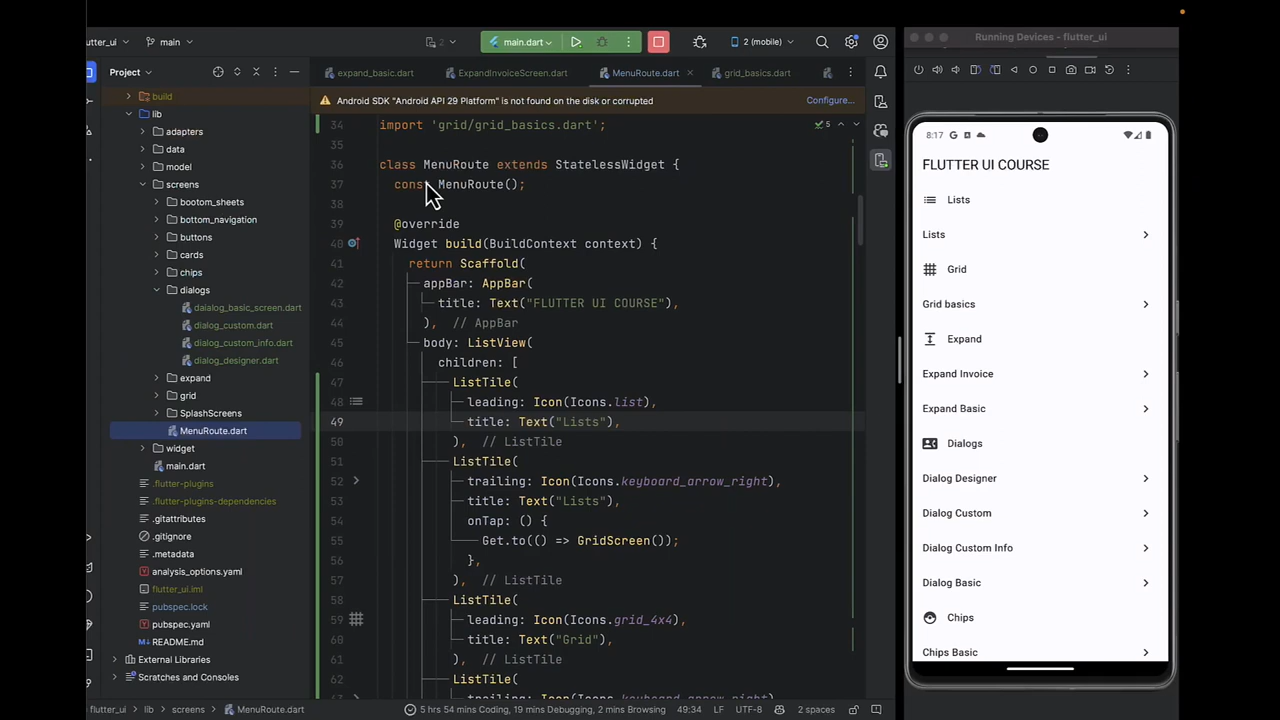 utter_ui
main
2
main.dart
2 (mobile)
Running Devices - flutter_ui
Project
expand_basic.dart
ExpandInvoiceScreen.dart
MenuRoute.dart
grid_basics.dart
Android SDK "Android API 29 Platform" is not found on the disk or corrupted
Configure...
build
lib
adapters
data
model
screens
bootom_sheets
bottom_navigation
buttons
cards
chips
dialogs
daialog_basic_screen.dart
dialog_custom.dart
dialog_custom_info.dart
dialog_designer.dart
expand
grid
SplashScreens
MenuRoute.dart
widget
main.dart
.flutter-plugins
.flutter-plugins-dependencies
.gitattributes
.gitignore
.metadata
analysis_options.yaml
flutter_ui.iml
pubspec.lock
pubspec.yaml
README.md
External Libraries
Scratches and Consoles
5
34 import 'grid/grid_basics.dart';
35
36 class MenuRoute extends StatelessWidget {
37 const MenuRoute();
38
39 @override
40 Widget build(BuildContext context) {
41 return Scaffold(
42 appBar: AppBar(
43 title: Text("FLUTTER UI COURSE"),
44 ), // AppBar
45 body: ListView(
46 children: [
47 ListTile(
48 leading: Icon(Icons.list),
49 title: Text("Lists"),
50 ), // ListTile
51 ListTile(
52 trailing: Icon(Icons.keyboard_arrow_right),
53 title: Text("Lists"),
54 onTap: () {
55 Get.to(() => GridScreen());
56 },
57 ), // ListTile
58 ListTile(
59 leading: Icon(Icons.grid_4x4),
60 title: Text("Grid"),
61 ), // ListTile
62 ListTile(
63 trailing: Icon(Icons.keyboard_arrow_right),
8:17 G A
FLUTTER UI COURSE
Lists
Lists
Grid
Grid basics
Expand
Expand Invoice
Expand Basic
Dialogs
Dialog Designer
Dialog Custom
Dialog Custom Info
Dialog Basic
Chips
Chips Basic
flutter_ui > lib > screens > MenuRoute.dart
5 hrs 54 mins Coding, 19 mins Debugging, 2 mins Browsing
49:34 LF UTF-8 2 spaces